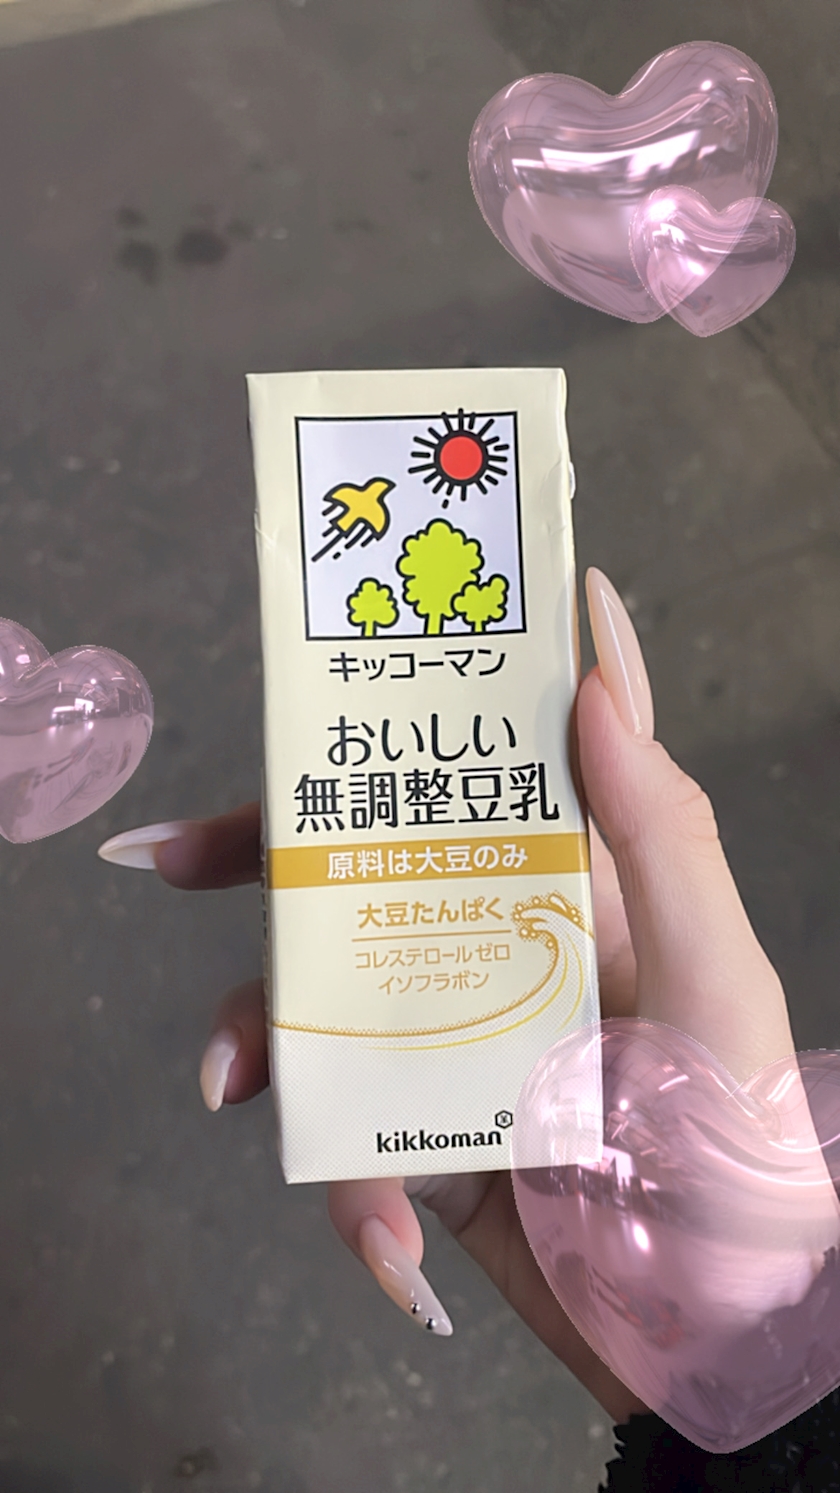 キッコーマン
おいしい
無調整豆乳
原料は大豆のみ
大豆たんぱく
コレステロールゼロ
イソフラボン
kikkoman